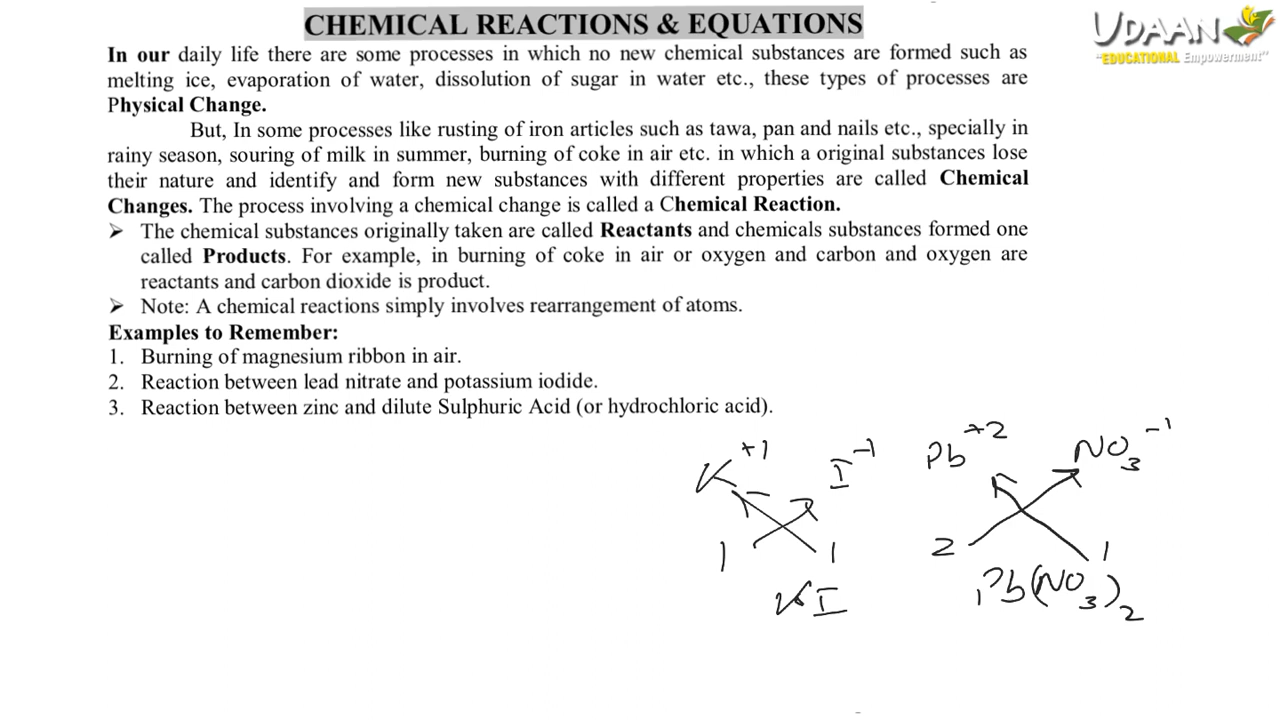 CHEMICAL REACTIONS & EQUATIONS
UDAAN
"EDUCATIONAL Empowerment"
In our daily life there are some processes in which no new chemical substances are formed such as
melting ice, evaporation of water, dissolution of sugar in water etc., these types of processes are
Physical Change.
But, In some processes like rusting of iron articles such as tawa, pan and nails etc., specially in
rainy season, souring of milk in summer, burning of coke in air etc. in which a original substances lose
their nature and identify and form new substances with different properties are called Chemical
Changes. The process involving a chemical change is called a Chemical Reaction.
➤ The chemical substances originally taken are called Reactants and chemicals substances formed one
called Products. For example, in burning of coke in air or oxygen and carbon and oxygen are
reactants and carbon dioxide is product.
➤ Note: A chemical reactions simply involves rearrangement of atoms.
Examples to Remember:
1. Burning of magnesium ribbon in air.
2. Reaction between lead nitrate and potassium iodide.
3. Reaction between zinc and dilute Sulphuric Acid (or hydrochloric acid).
K+1 I-1 Pb+2 NO3-1
1 1 2 1
KI Pb(NO3)2